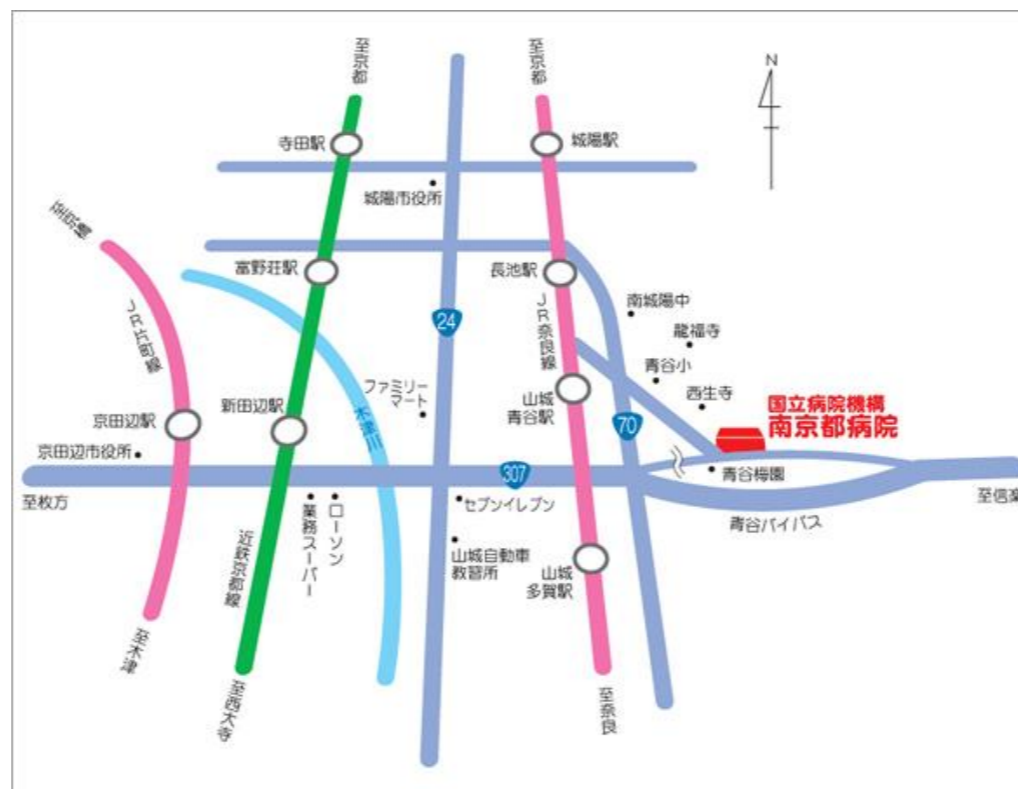 至京都
至京都
N
寺田駅
城陽駅
城陽市役所
至京都
富野荘駅
長池駅
JR片町線
24
JR奈良線
南城陽中
龍福寺
青谷小
西生寺
ファミリー
マート
山城
青谷駅
国立病院機構
南京都病院
京田辺駅
新田辺駅
木津川
70
京田辺市役所
307
青谷梅園
至枚方
至信楽
セブンイレブン
青谷バイパス
ローソン
業務スーパー
近鉄京都線
山城自動車
教習所
山城
多賀駅
至木津
至西大寺
至奈良